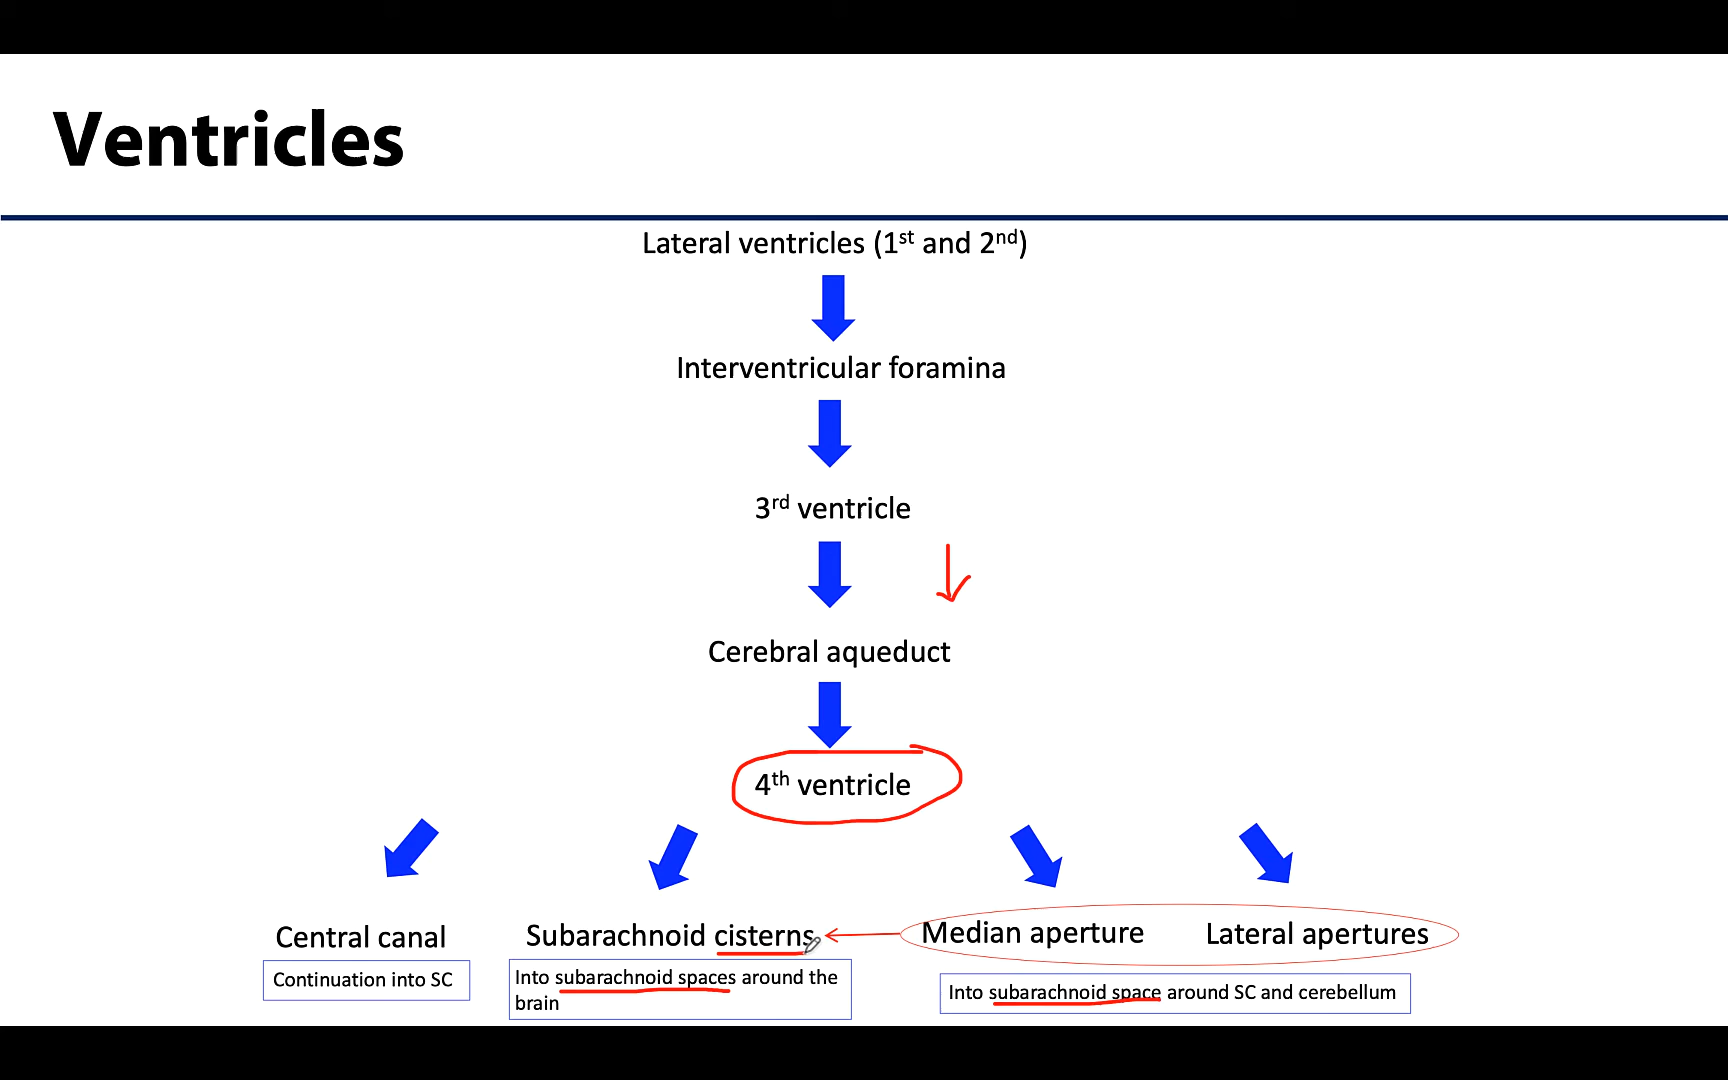 Ventricles
Lateral ventricles (1st and 2nd)
Interventricular foramina
3rd ventricle
Cerebral aqueduct
4th ventricle
Central canal
Subarachnoid cisterns
Median aperture
Lateral apertures
Continuation into SC
Into subarachnoid spaces around the
brain
Into subarachnoid space around SC and cerebellum